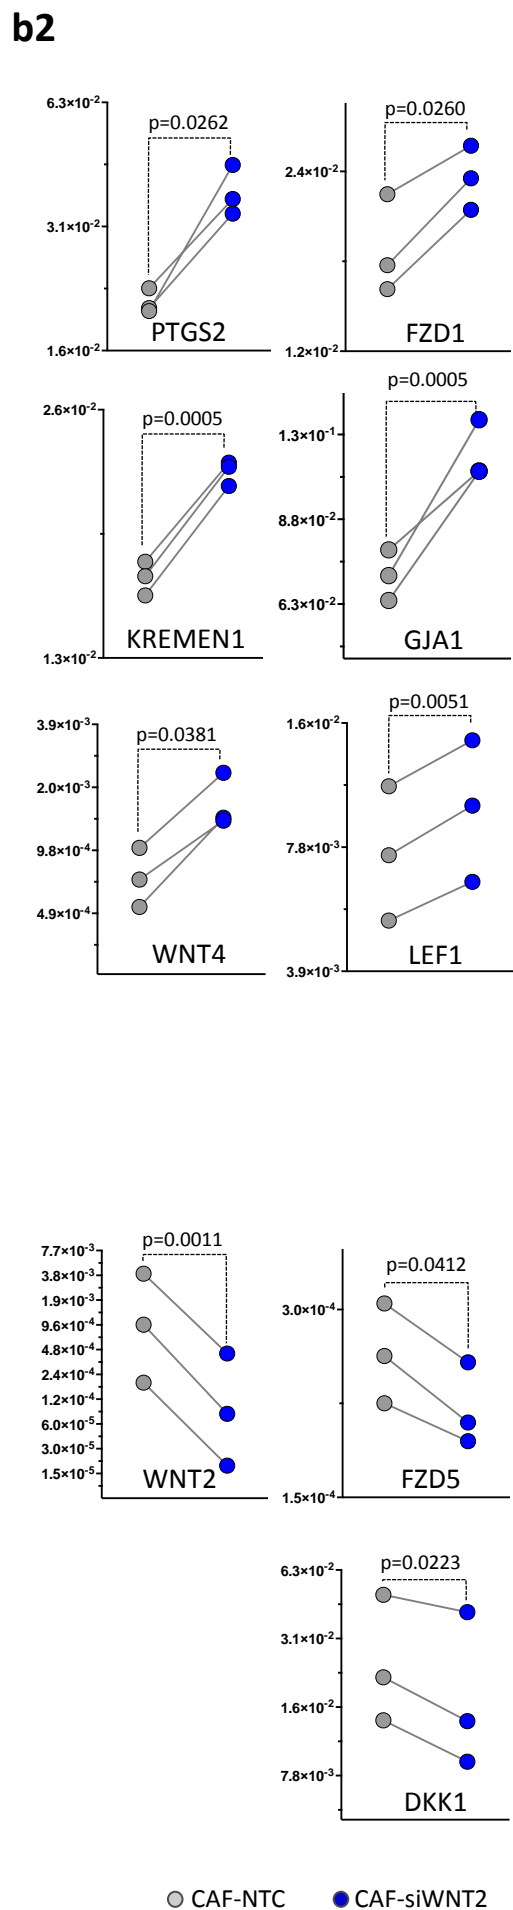 b2
6.3×10⁻²
p=0.0262
3.1×10⁻²
PTGS2
1.6×10⁻²
p=0.0260
2.4×10⁻²
FZD1
1.2×10⁻²
2.6×10⁻²
p=0.0005
KREMEN1
1.3×10⁻²
p=0.0005
1.3×10⁻¹
8.8×10⁻²
6.3×10⁻²
GJA1
3.9×10⁻³
p=0.0381
2.0×10⁻³
9.8×10⁻⁴
4.9×10⁻⁴
WNT4
p=0.0051
1.6×10⁻²
7.8×10⁻³
LEF1
3.9×10⁻³
p=0.0011
7.7×10⁻³
3.8×10⁻³
1.9×10⁻³
9.6×10⁻⁴
4.8×10⁻⁴
2.4×10⁻⁴
1.2×10⁻⁴
6.0×10⁻⁵
3.0×10⁻⁵
1.5×10⁻⁵
WNT2
p=0.0412
3.0×10⁻⁴
FZD5
1.5×10⁻⁴
p=0.0223
6.3×10⁻²
3.1×10⁻²
1.6×10⁻²
7.8×10⁻³
DKK1
CAF-NTC CAF-siWNT2